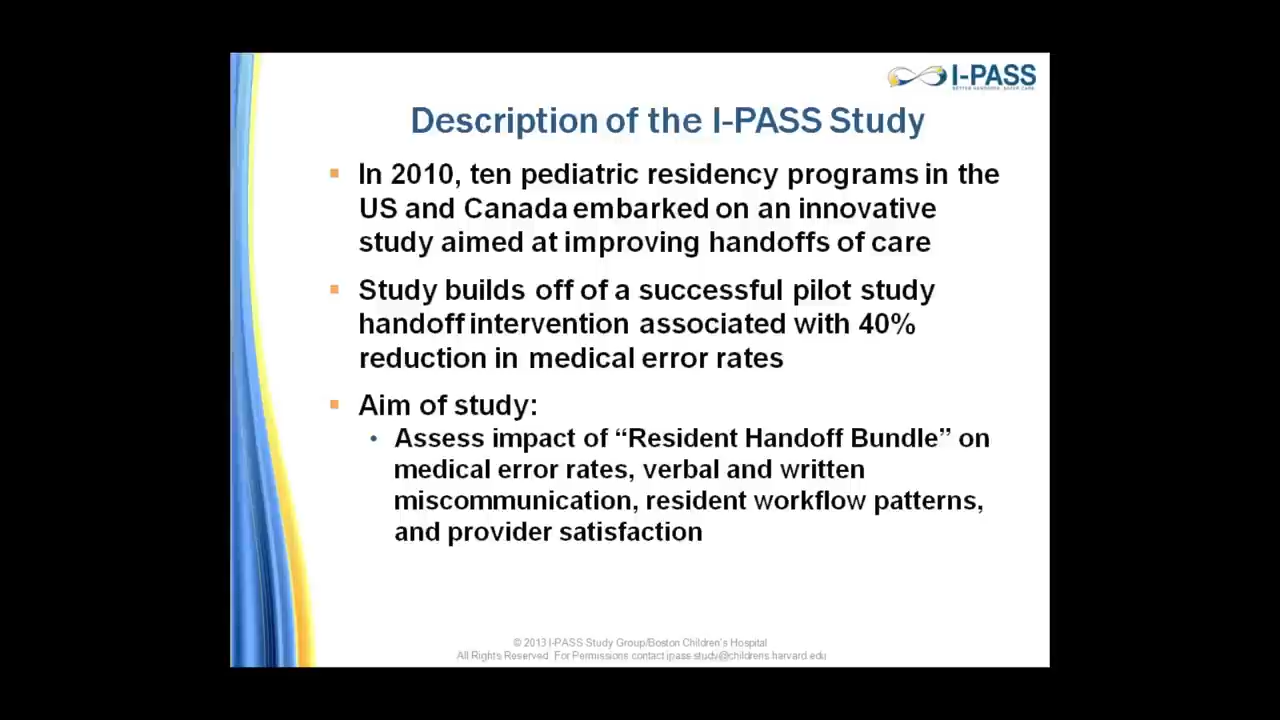 I-PASS
BETTER HANDOFFS. SAFER CARE.
Description of the I-PASS Study
In 2010, ten pediatric residency programs in the
US and Canada embarked on an innovative
study aimed at improving handoffs of care
Study builds off of a successful pilot study
handoff intervention associated with 40%
reduction in medical error rates
Aim of study:
Assess impact of “Resident Handoff Bundle” on
medical error rates, verbal and written
miscommunication, resident workflow patterns,
and provider satisfaction
© 2013 I-PASS Study Group/Boston Children's Hospital
All Rights Reserved. For Permissions contact ipass.study@childrens.harvard.edu